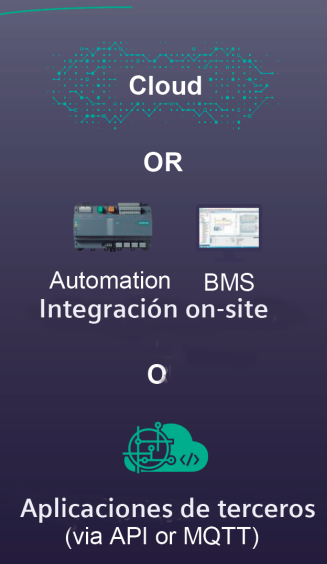 Cloud
OR
Automation BMS
Integración on-site
O
</>
Aplicaciones de terceros
(via API or MQTT)